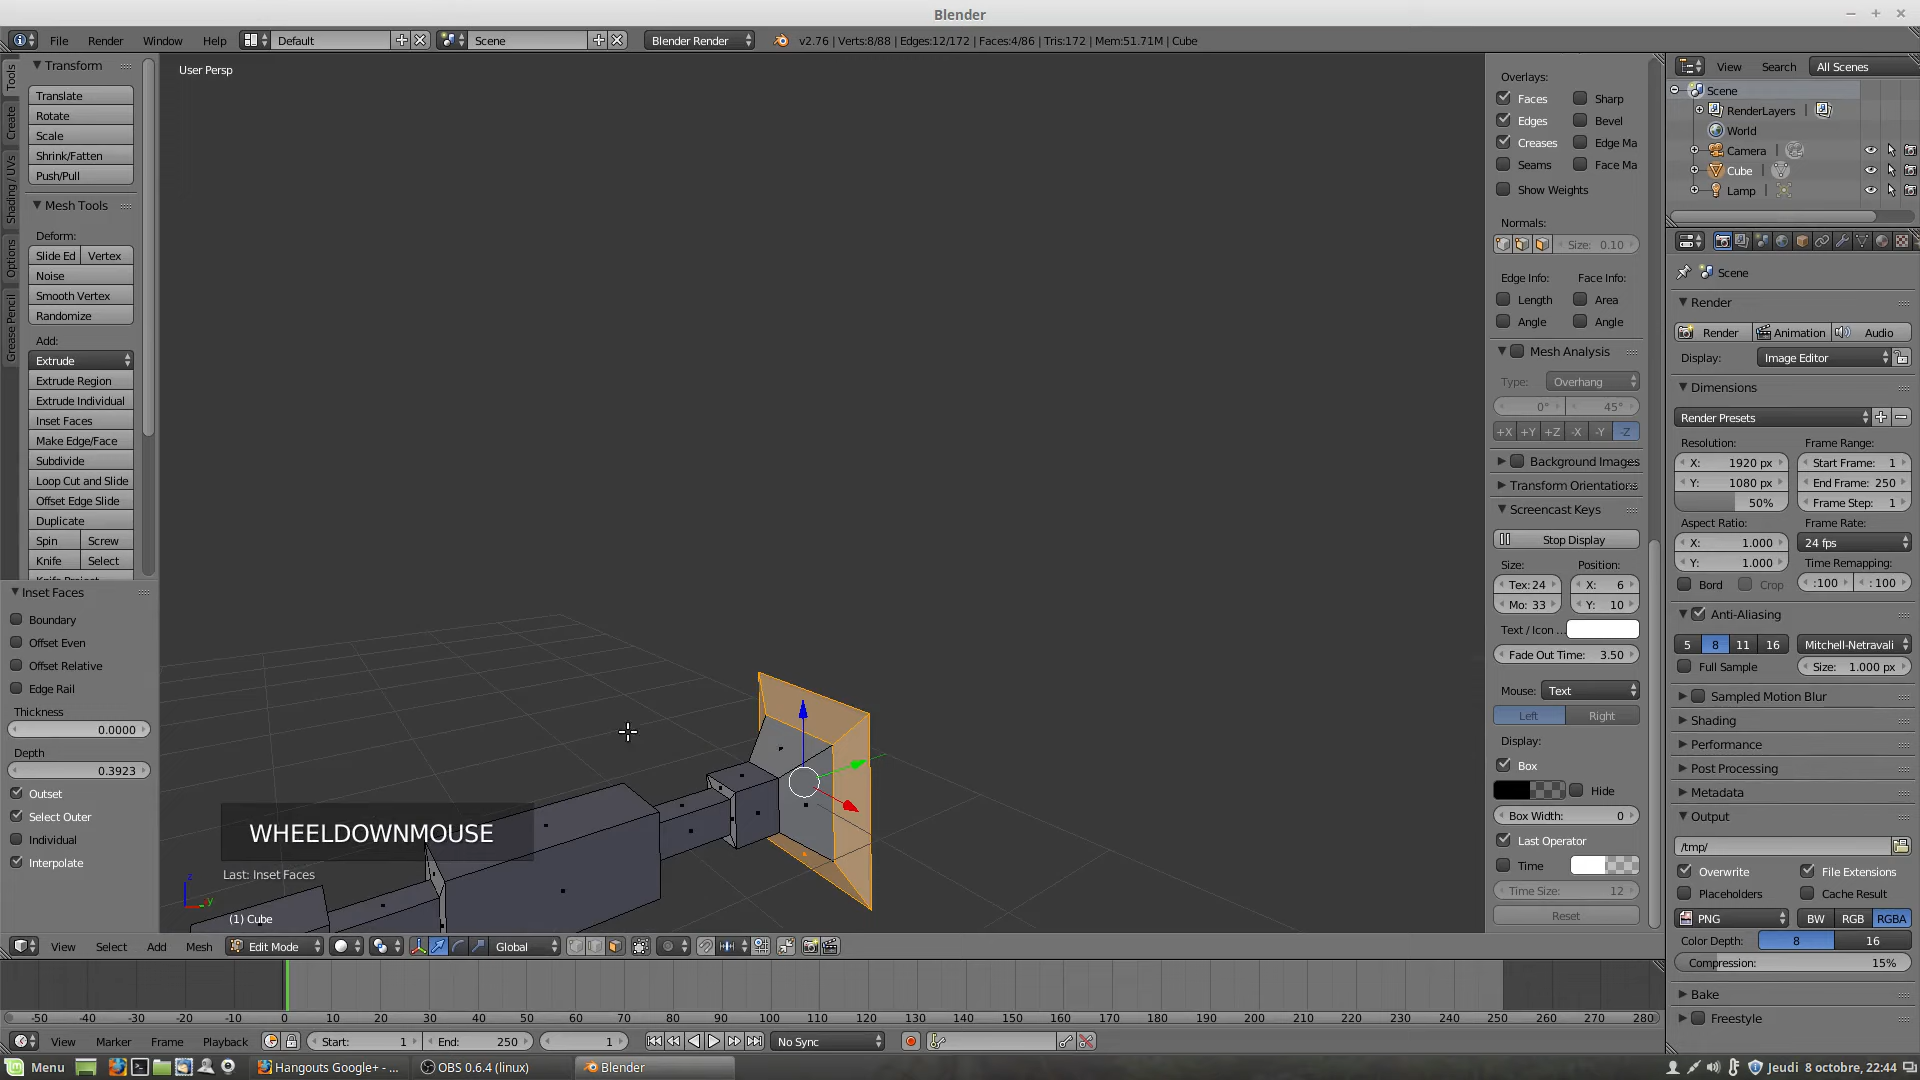 Blender
File Render Window Help Default Scene Blender Render v2.76 | Verts:8/88 | Edges:12/172 | Faces:4/86 | Tris:172 | Mem:51.71M | Cube
Tools
Create
Shading / UVs
Options
Grease Pencil
Transform
Translate
Rotate
Scale
Shrink/Fatten
Push/Pull
Mesh Tools
Deform:
Slide Ed Vertex
Noise
Smooth Vertex
Randomize
Add:
Extrude
Extrude Region
Extrude Individual
Inset Faces
Make Edge/Face
Subdivide
Loop Cut and Slide
Offset Edge Slide
Duplicate
Spin Screw
Knife Select
Knife Project
Inset Faces
Boundary
Offset Even
Offset Relative
Edge Rail
Thickness
0.0000
Depth
0.3923
Outset
Select Outer
Individual
Interpolate
User Persp
WHEELDOWNMOUSE
Last: Inset Faces
z
y
(1) Cube
Overlays:
Faces Sharp
Edges Bevel
Creases Edge Ma
Seams Face Ma
Show Weights
Normals:
Size: 0.10
Edge Info: Face Info:
Length Area
Angle Angle
Mesh Analysis
Type: Overhang
0° 45°
+X +Y +Z -X -Y -Z
Background Images
Transform Orientations
Screencast Keys
Stop Display
Size: Position:
Tex: 24 X: 6
Mo: 33 Y: 10
Text / Icon ...
Fade Out Time: 3.50
Mouse: Text
Left Right
Display:
Box
Hide
Box Width: 0
Last Operator
Time
Time Size: 12
Reset
View Search All Scenes
Scene
RenderLayers |
World
Camera |
Cube |
Lamp |
Scene
Render
Render Animation Audio
Display: Image Editor
Dimensions
Render Presets
Resolution: Frame Range:
X: 1920 px Start Frame: 1
Y: 1080 px End Frame: 250
50% Frame Step: 1
Aspect Ratio: Frame Rate:
X: 1.000 24 fps
Y: 1.000 Time Remapping:
Bord Crop :100 : 100
Anti-Aliasing
5 8 11 16 Mitchell-Netravali
Full Sample Size: 1.000 px
Sampled Motion Blur
Shading
Performance
Post Processing
Metadata
Output
/tmp/
Overwrite File Extensions
Placeholders Cache Result
PNG BW RGB RGBA
Color Depth: 8 16
Compression: 15%
Bake
Freestyle
View Select Add Mesh Edit Mode Global
-50 -40 -30 -20 -10 0 10 20 30 40 50 60 70 80 90 100 110 120 130 140 150 160 170 180 190 200 210 220 230 240 250 260 270 280
View Marker Frame Playback Start: 1 End: 250 1 No Sync
Menu Hangouts Google+ - ... OBS 0.6.4 (linux) Blender Jeudi 8 octobre, 22:44